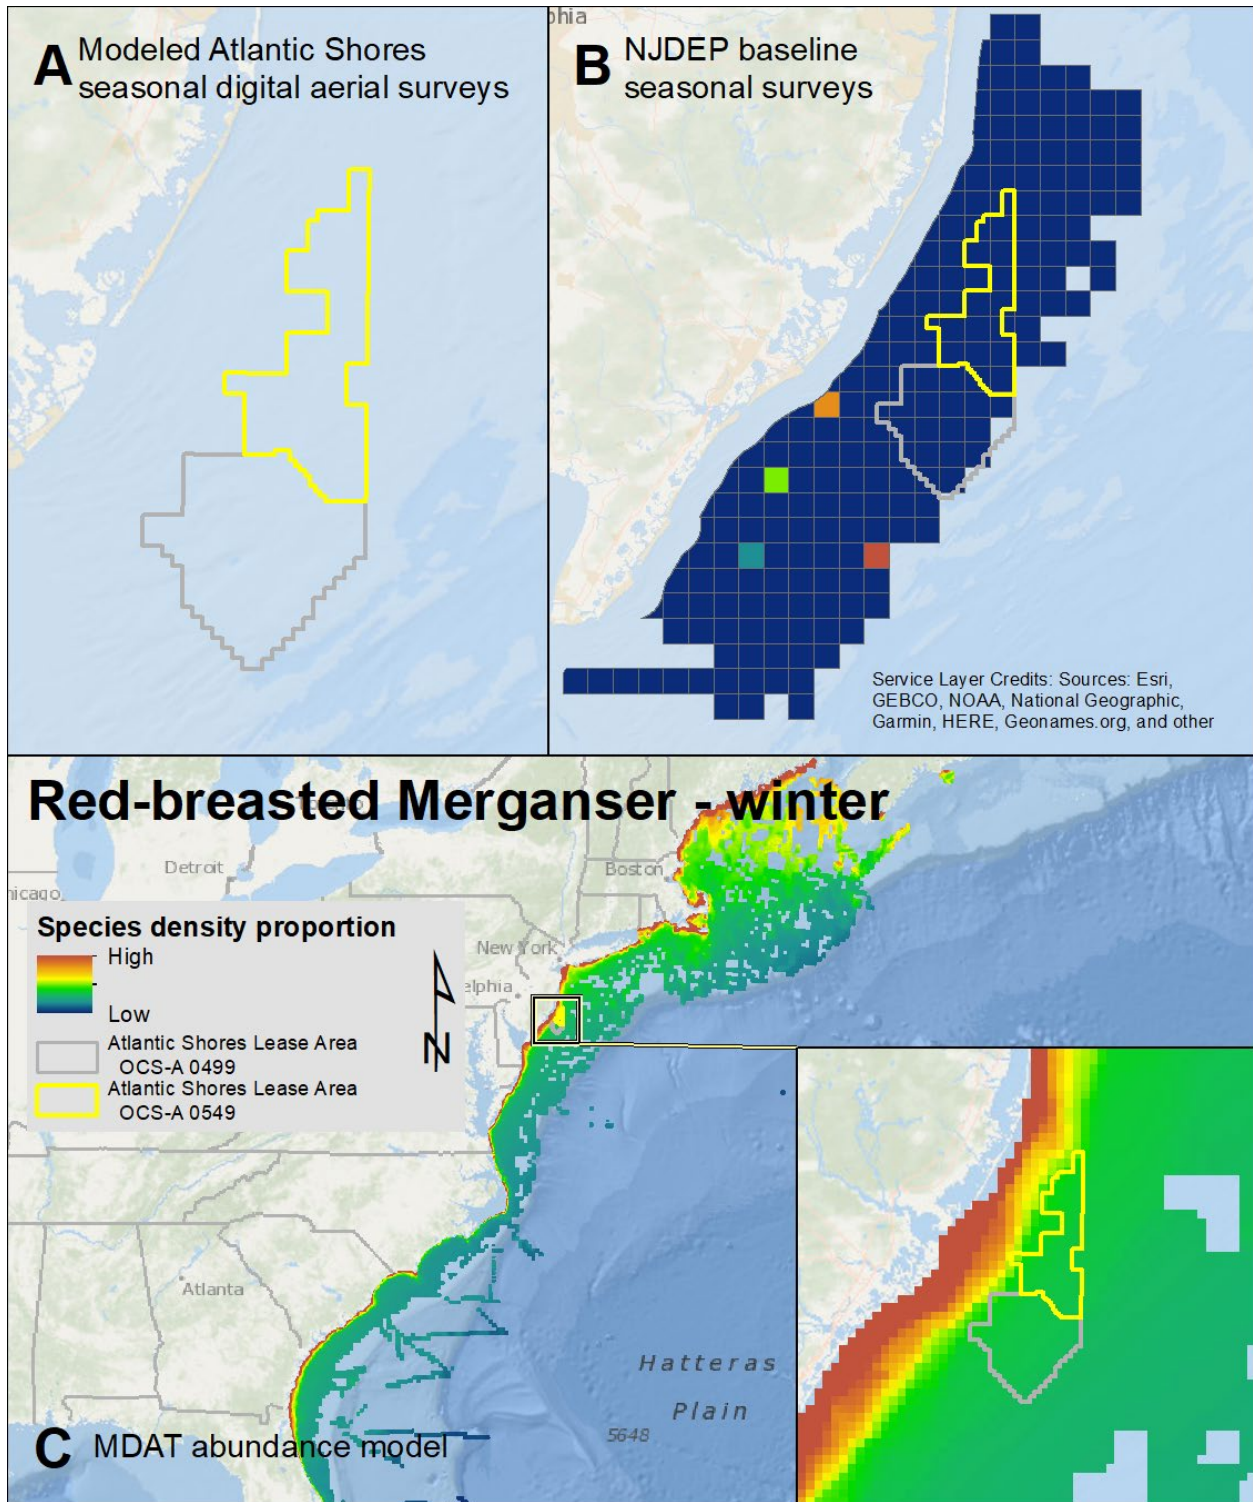 A Modeled Atlantic Shores
seasonal digital aerial surveys
phia
B NJDEP baseline
seasonal surveys
Service Layer Credits: Sources: Esri,
GEBCO, NOAA, National Geographic,
Garmin, HERE, Geonames.org, and other
Red-breasted Merganser - winter
Detroit
Boston
hicago
Species density proportion
High
Low
Atlantic Shores Lease Area
OCS-A 0499
Atlantic Shores Lease Area
OCS-A 0549
N
New York
elphia
Atlanta
Hatteras
Plain
5648
C MDAT abundance model